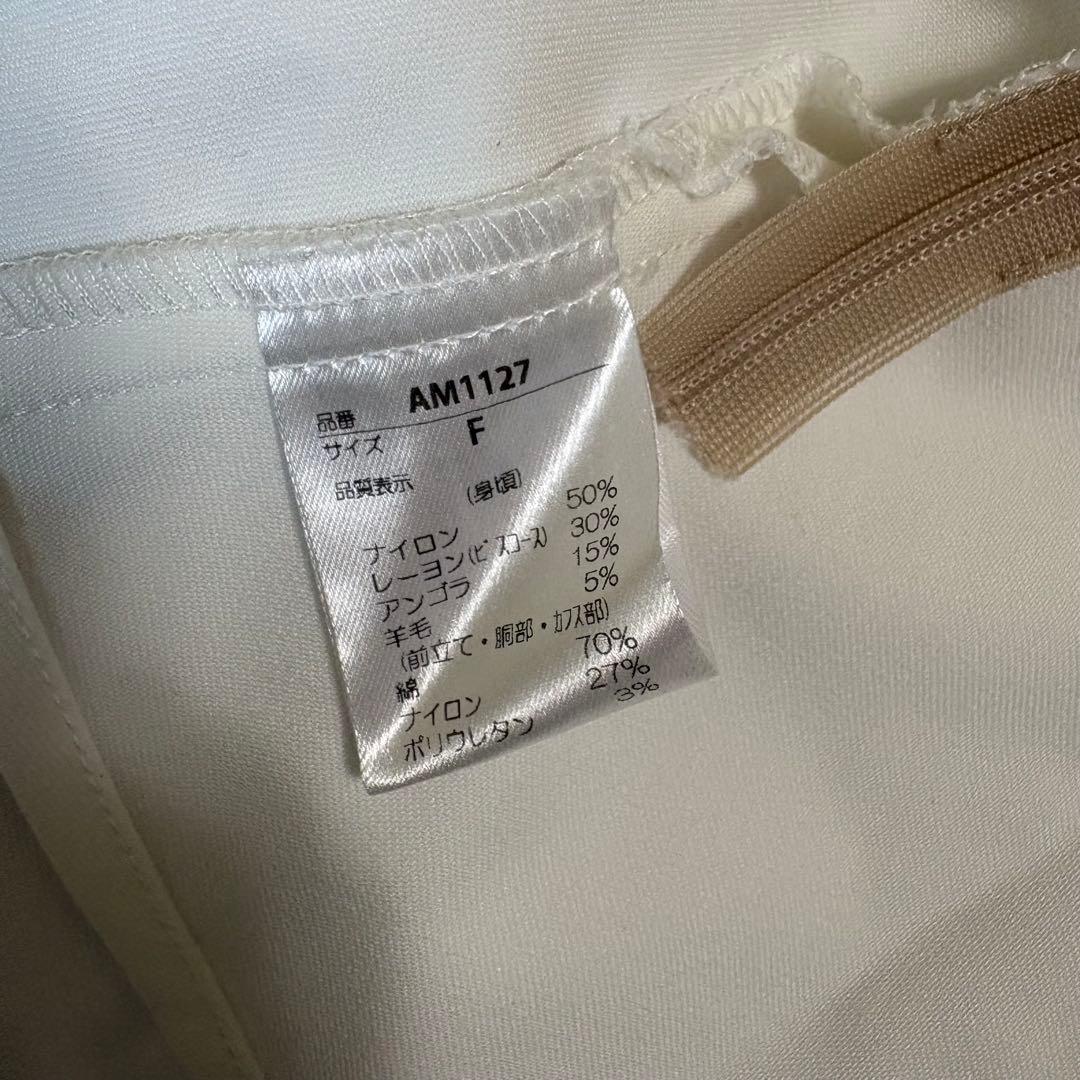 品番 AM1127
サイズ F
品質表示 (身頃)
ナイロン 50%
レーヨン(ビスコース) 30%
アンゴラ 15%
羊毛 5%
(前立て・胴部・カフス部)
綿 70%
ナイロン 27%
ポリウレタン 3%